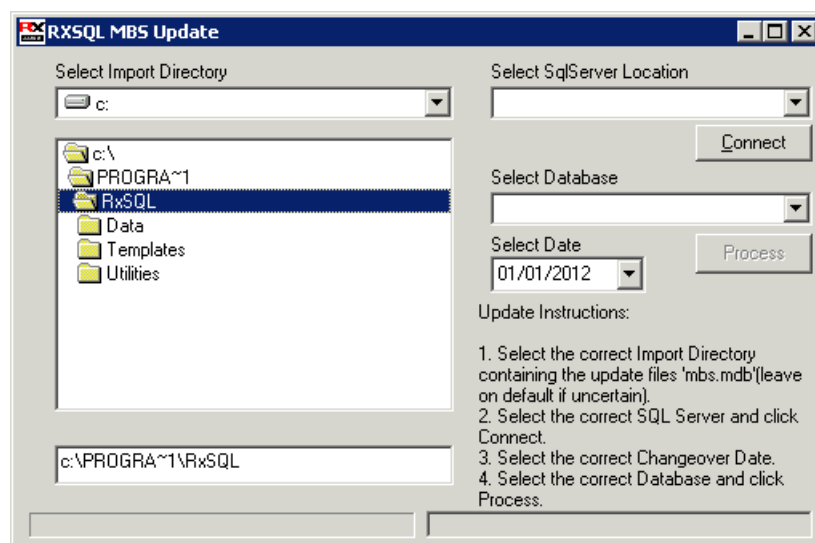 RXSQL MBS Update
Select Import Directory
c:
c:\
PROGRA~1
RxSQL
Data
Templates
Utilities
c:\PROGRA~1\RxSQL
Select SqlServer Location
Connect
Select Database
Select Date
01/01/2012
Process
Update Instructions:
1. Select the correct Import Directory
containing the update files 'mbs.mdb'(leave
on default if uncertain).
2. Select the correct SQL Server and click
Connect.
3. Select the correct Changeover Date.
4. Select the correct Database and click
Process.